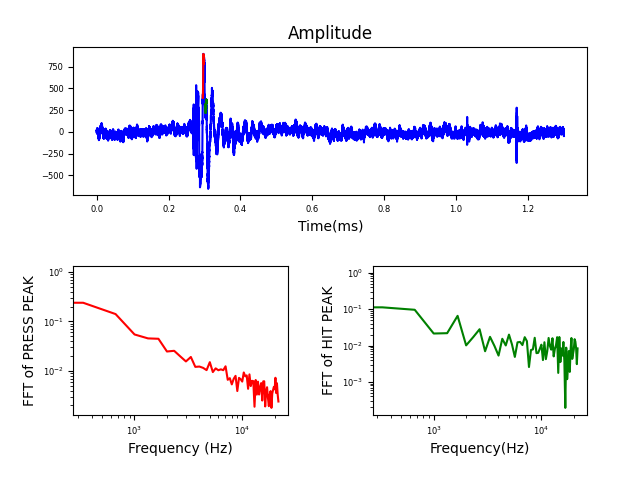 Amplitude
750
500
250
0
−250
−500
0.0 0.2 0.4 0.6 0.8 1.0 1.2
Time(ms)
FFT of PRESS PEAK
10⁰
10⁻¹
10⁻²
10³ 10⁴
Frequency (Hz)
FFT of HIT PEAK
10⁰
10⁻¹
10⁻²
10⁻³
10³ 10⁴
Frequency(Hz)